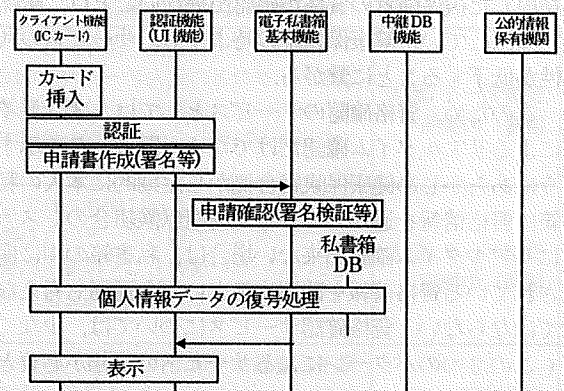 クライアント機能
(ICカード)
認証機能
(UI機能)
電子私書箱
基本機能
中継DB
機能
公的情報
保有機関
カード
挿入
認証
申請書作成(署名等)
申請確認(署名検証等)
私書箱
DB
個人情報データの復号処理
表示